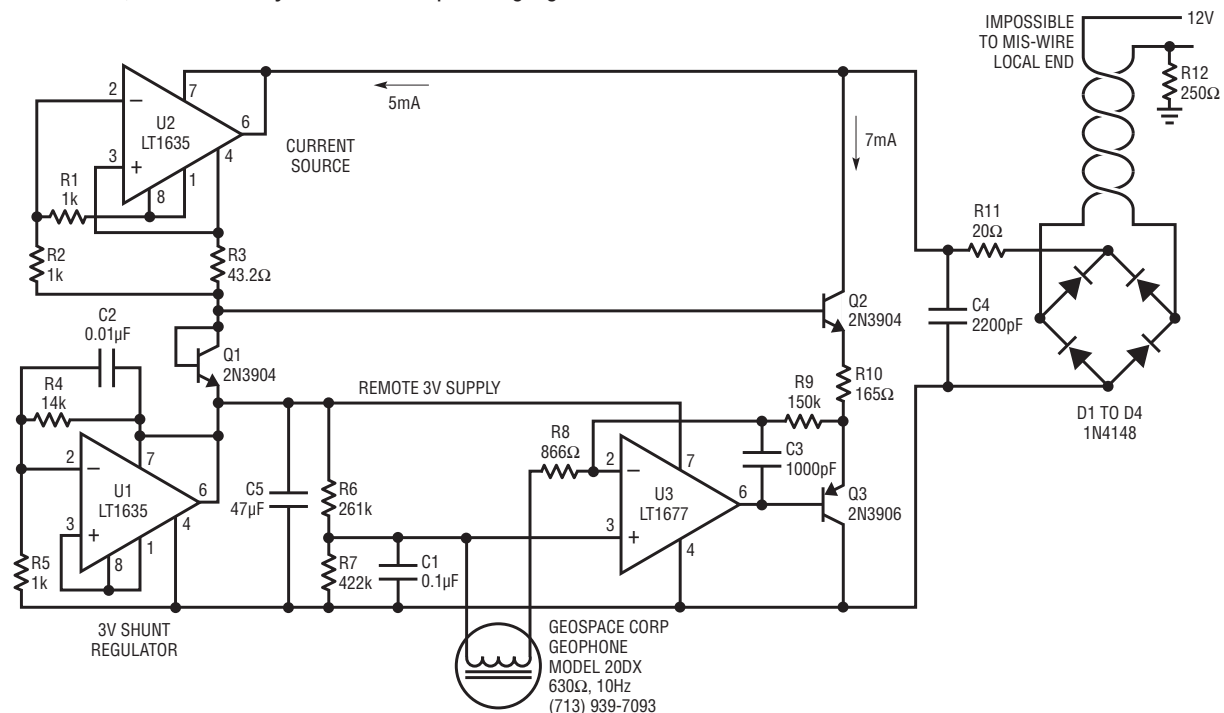 IMPOSSIBLE
TO MIS-WIRE
LOCAL END
12V
R12
250Ω
2
–
7
U2
LT1635
6
3
+
4
1
8
5mA
CURRENT
SOURCE
7mA
R1
1k
R2
1k
R3
43.2Ω
R11
20Ω
C4
2200pF
D1 TO D4
1N4148
C2
0.01µF
Q1
2N3904
Q2
2N3904
R4
14k
REMOTE 3V SUPPLY
R9
150k
R10
165Ω
R8
866Ω
C3
1000pF
2
–
7
U1
LT1635
6
3
+
4
1
8
R5
1k
C5
47µF
R6
261k
R7
422k
C1
0.1µF
2
–
7
U3
LT1677
6
3
+
4
Q3
2N3906
3V SHUNT
REGULATOR
GEOSPACE CORP
GEOPHONE
MODEL 20DX
630Ω, 10Hz
(713) 939-7093